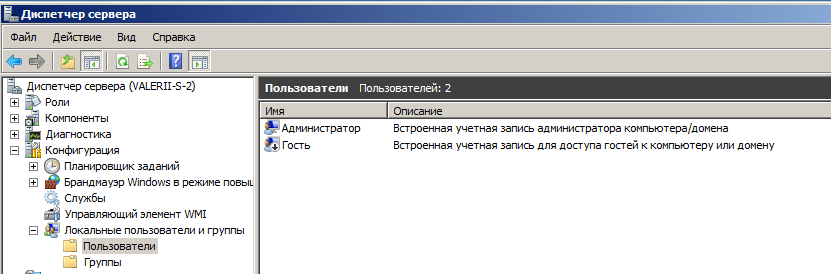 Диспетчер сервера
Файл Действие Вид Справка
Диспетчер сервера (VALERII-S-2)
Роли
Компоненты
Диагностика
Конфигурация
Планировщик заданий
Брандмауэр Windows в режиме повыш
Службы
Управляющий элемент WMI
Локальные пользователи и группы
Пользователи
Группы
Пользователи Пользователей: 2
Имя Описание
Администратор Встроенная учетная запись администратора компьютера/домена
Гость Встроенная учетная запись для доступа гостей к компьютеру или домену